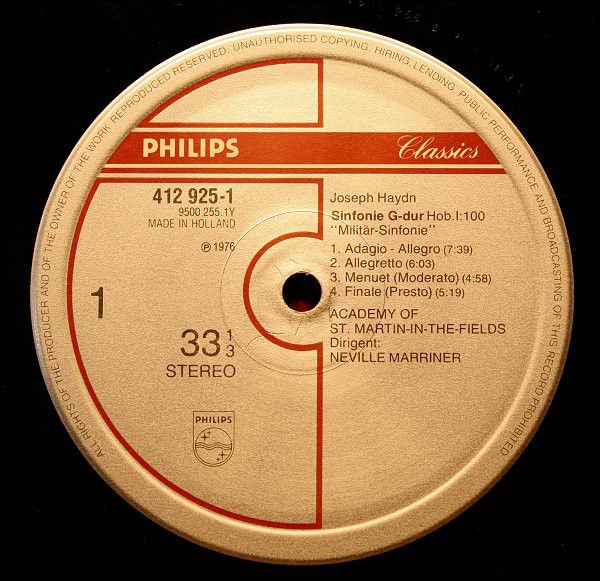 ALL RIGHTS OF THE PRODUCER AND OF THE OWNER OF THE WORK REPRODUCED RESERVED. UNAUTHORISED COPYING, HIRING, LENDING, PUBLIC PERFORMANCE AND BROADCASTING OF THIS RECORD PROHIBITED
PHILIPS Classics
412 925-1
9500 255.1Y
MADE IN HOLLAND
℗ 1976
1
33 1/3
STEREO
PHILIPS
Joseph Haydn
Sinfonie G-dur Hob.I:100
"Militär-Sinfonie"
1. Adagio - Allegro (7:39)
2. Allegretto (6:03)
3. Menuet (Moderato) (4:58)
4. Finale (Presto) (5:19)
ACADEMY OF
ST. MARTIN-IN-THE-FIELDS
Dirigent:
NEVILLE MARRINER